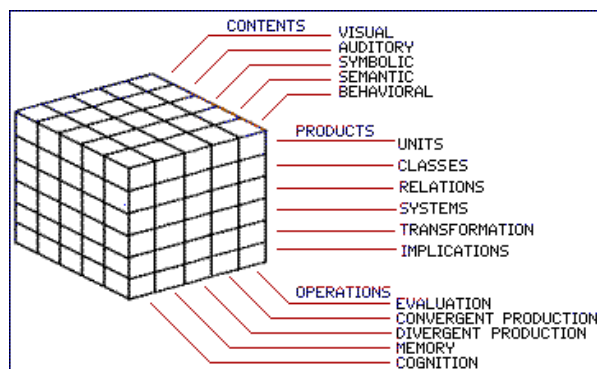 CONTENTS
VISUAL
AUDITORY
SYMBOLIC
SEMANTIC
BEHAVIORAL
PRODUCTS
UNITS
CLASSES
RELATIONS
SYSTEMS
TRANSFORMATION
IMPLICATIONS
OPERATIONS
EVALUATION
CONVERGENT PRODUCTION
DIVERGENT PRODUCTION
MEMORY
COGNITION